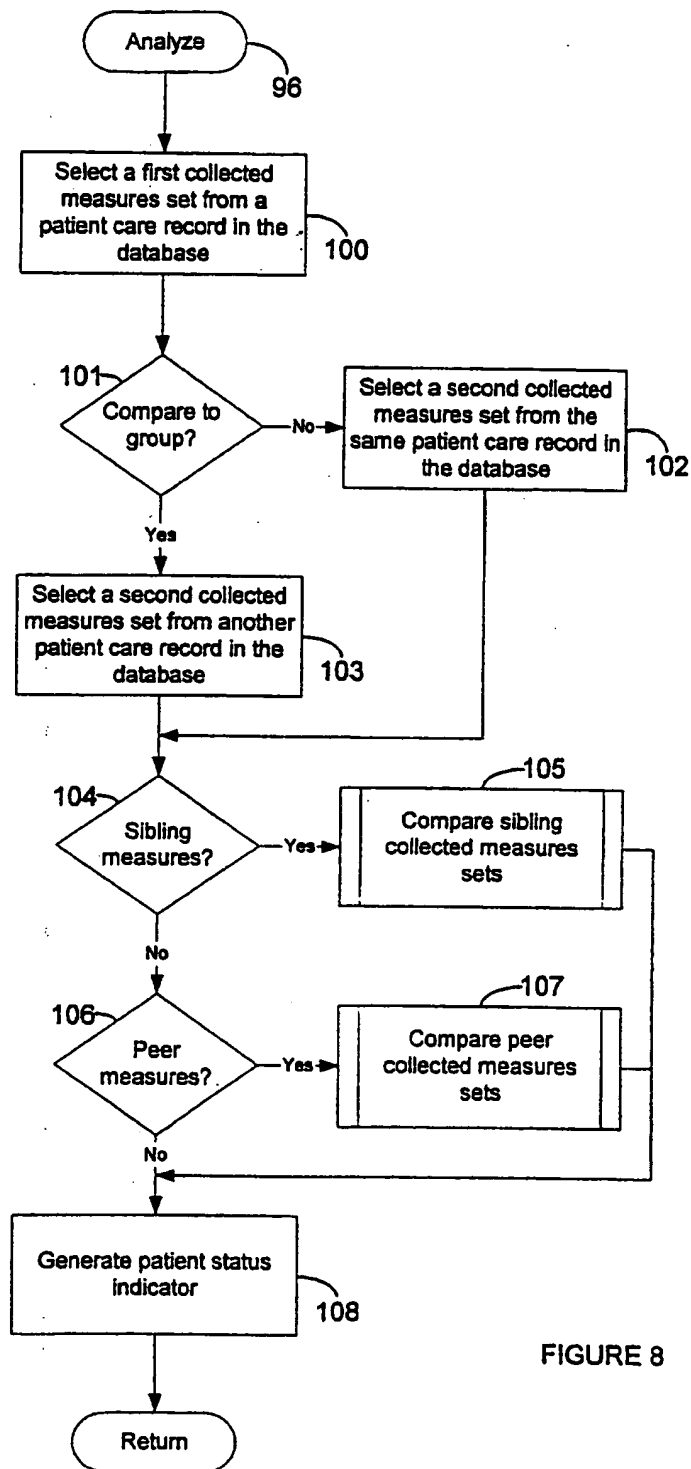 Analyze
96
Select a first collected
measures set from a
patient care record in the
database
100
101
Compare to
group?
No
Select a second collected
measures set from the
same patient care record in
the database
102
Yes
Select a second collected
measures set from another
patient care record in the
database
103
104
Sibling
measures?
Yes
105
Compare sibling
collected measures
sets
No
106
Peer
measures?
Yes
107
Compare peer
collected measures
sets
No
Generate patient status
indicator
108
FIGURE 8
Return